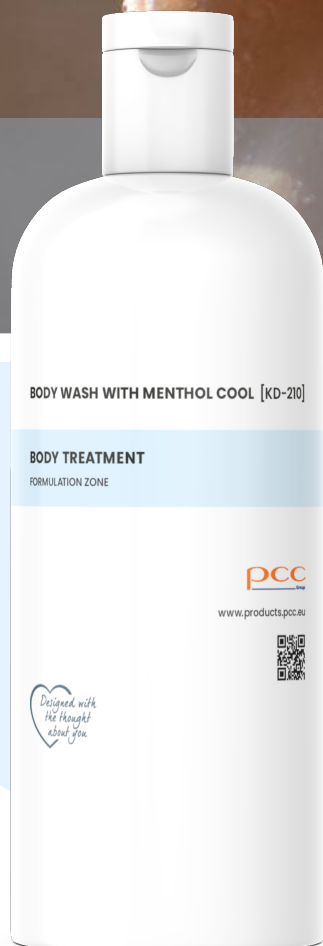 BODY WASH WITH MENTHOL COOL [KD-210]
BODY TREATMENT
FORMULATION ZONE
pcc
Group
www.products.pcc.eu
Designed with
the thought
about you